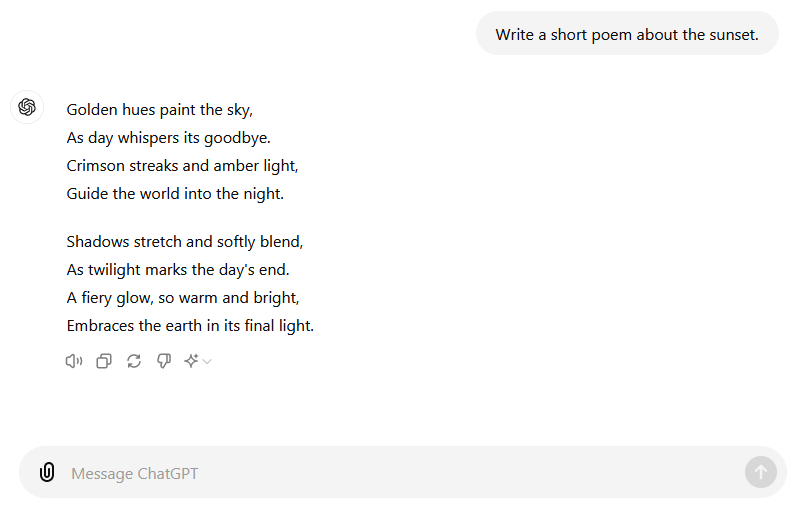 Write a short poem about the sunset.
Golden hues paint the sky,
As day whispers its goodbye.
Crimson streaks and amber light,
Guide the world into the night.
Shadows stretch and softly blend,
As twilight marks the day's end.
A fiery glow, so warm and bright,
Embraces the earth in its final light.
Message ChatGPT